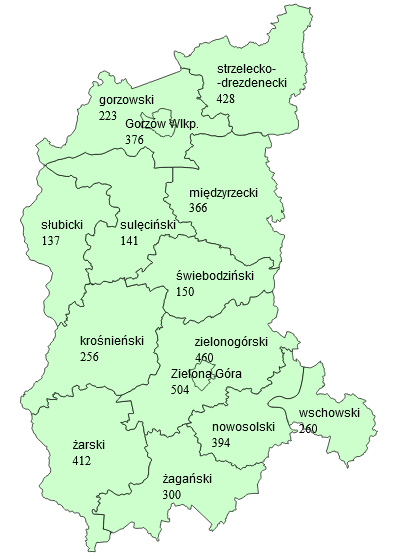 strzelecko-
-drezdenecki
428
gorzowski
223
Gorzów Wlkp.
376
międzyrzecki
366
słubicki
137
sulęciński
141
świebodziński
150
krośnieński
256
zielonogórski
460
Zielona Góra
504
wschowski
260
nowosolski
394
żarski
412
żagański
300